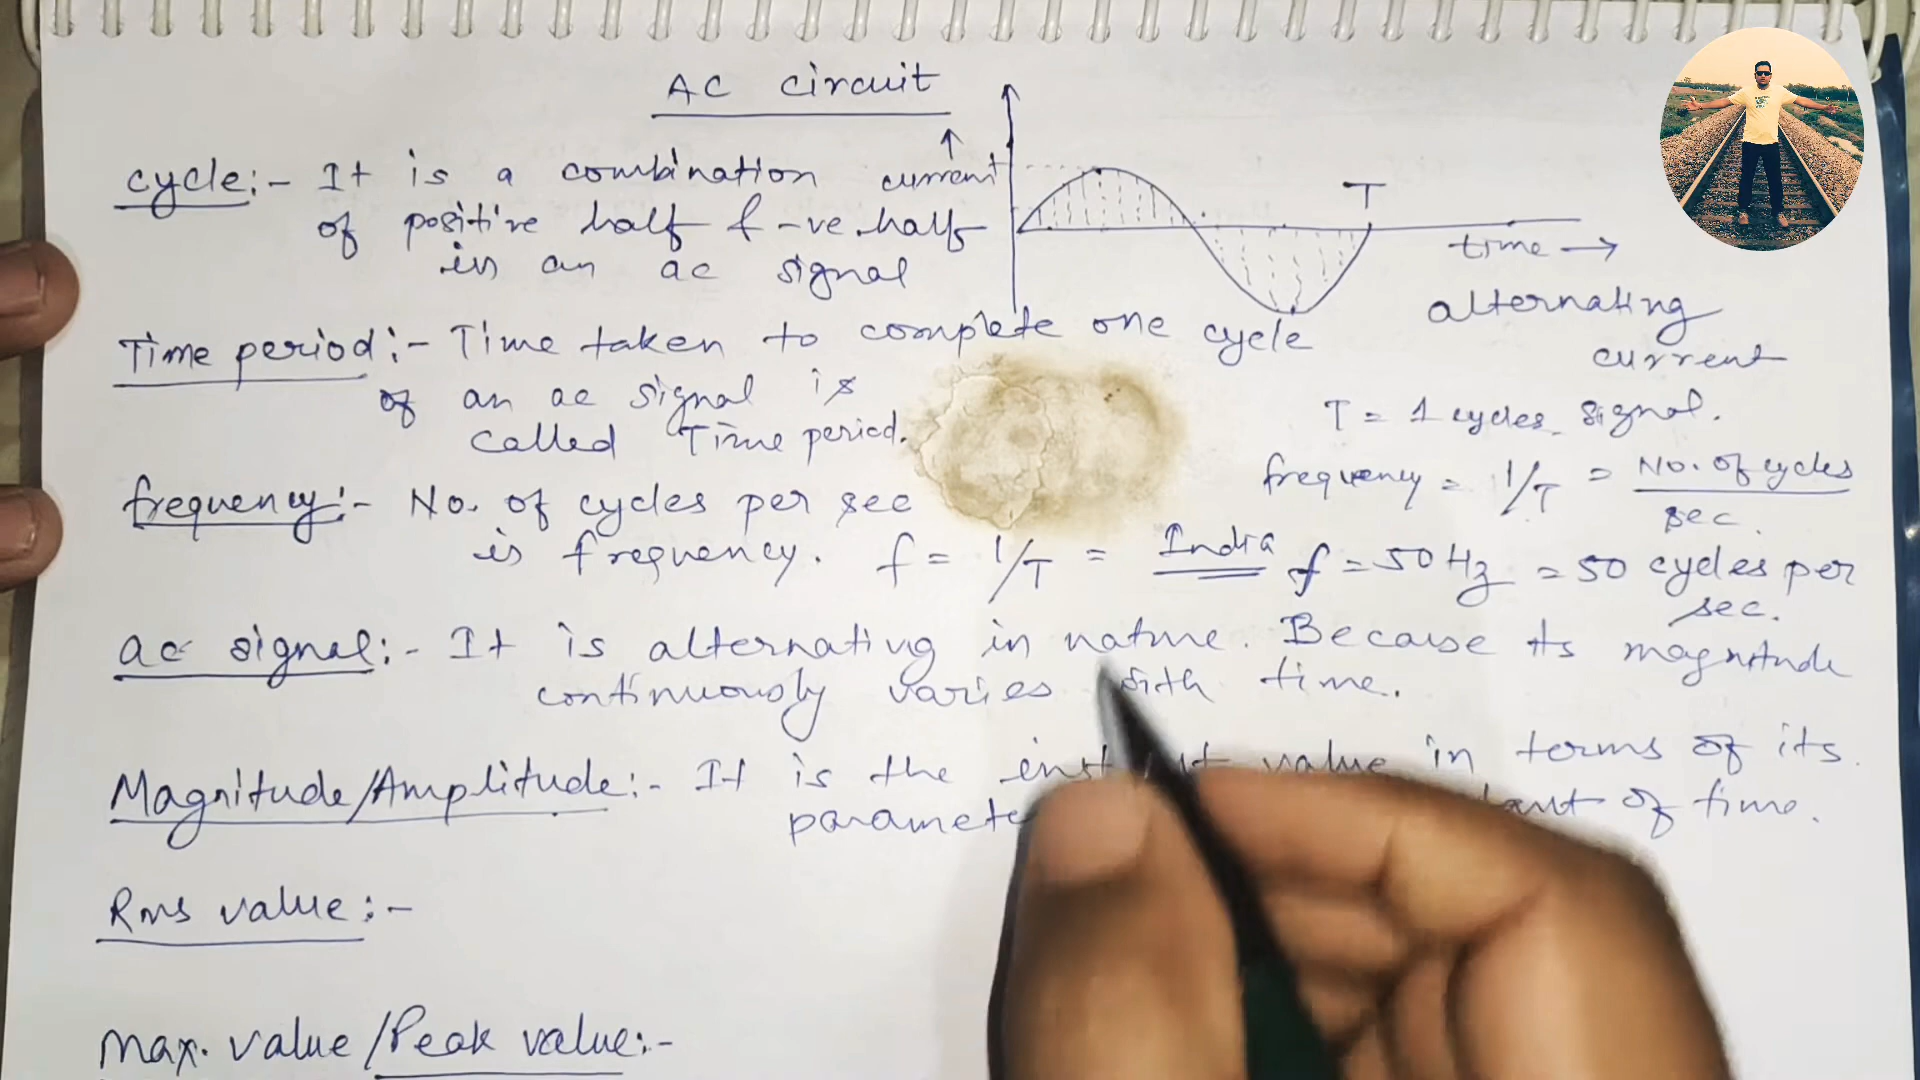 AC circuit
cycle:- It is a combination
of positive half & -ve half
in an ac signal
current
T
time →
alternating
current
Time period:- Time taken to complete one cycle
of an ac signal is
called Time period.
T = 1 cycles signal.
frequency = 1/T = No. of cycles
sec.
frequency:- No. of cycles per sec
is frequency. f = 1/T = India f = 50 Hz = 50 cycles per
sec.
ac signal:- It is alternating in nature. Because its magnitude
continuously varies with time.
Magnitude/Amplitude:- It is the value in terms of its
of time.
Rms value:-
Max. value/Peak value:-